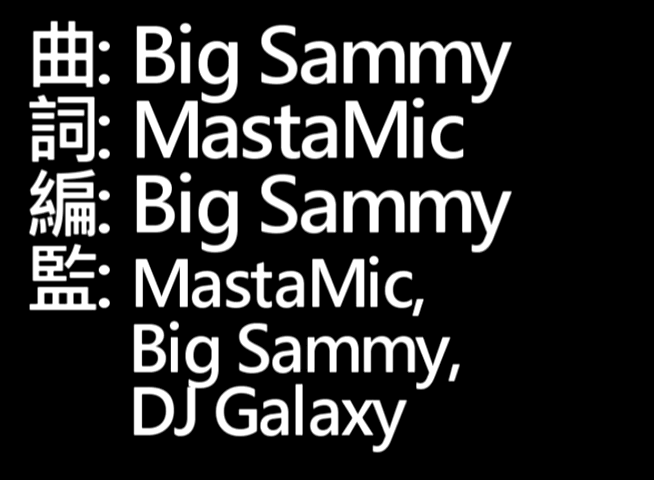 曲: Big Sammy
詞: MastaMic
編: Big Sammy
監: MastaMic,
Big Sammy,
DJ Galaxy